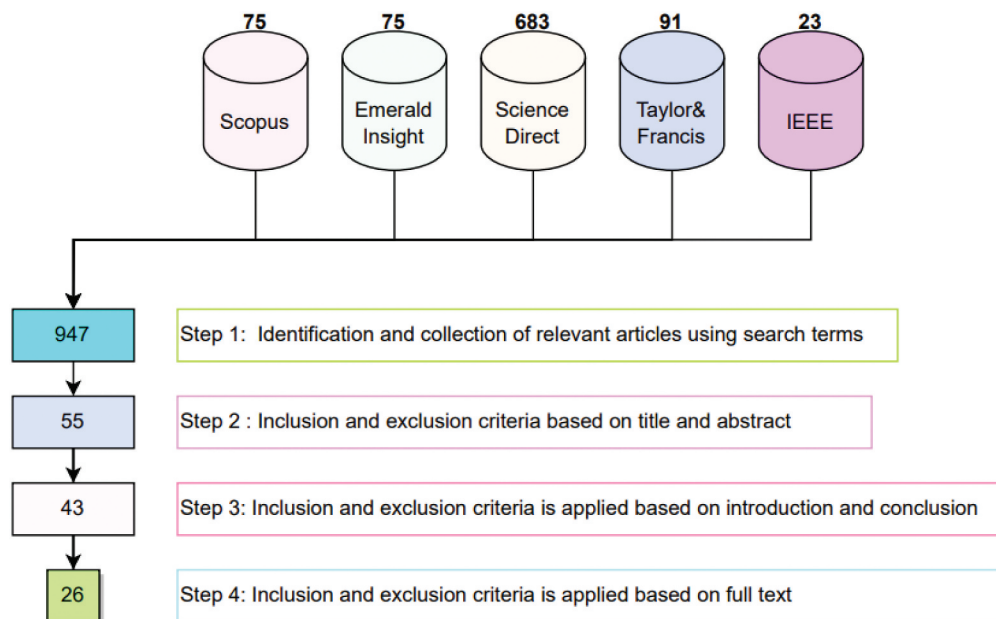 75 75 683 91 23
Scopus
Emerald
Insight
Science
Direct
Taylor&
Francis
IEEE
947
Step 1: Identification and collection of relevant articles using search terms
55
Step 2 : Inclusion and exclusion criteria based on title and abstract
43
Step 3: Inclusion and exclusion criteria is applied based on introduction and conclusion
26
Step 4: Inclusion and exclusion criteria is applied based on full text